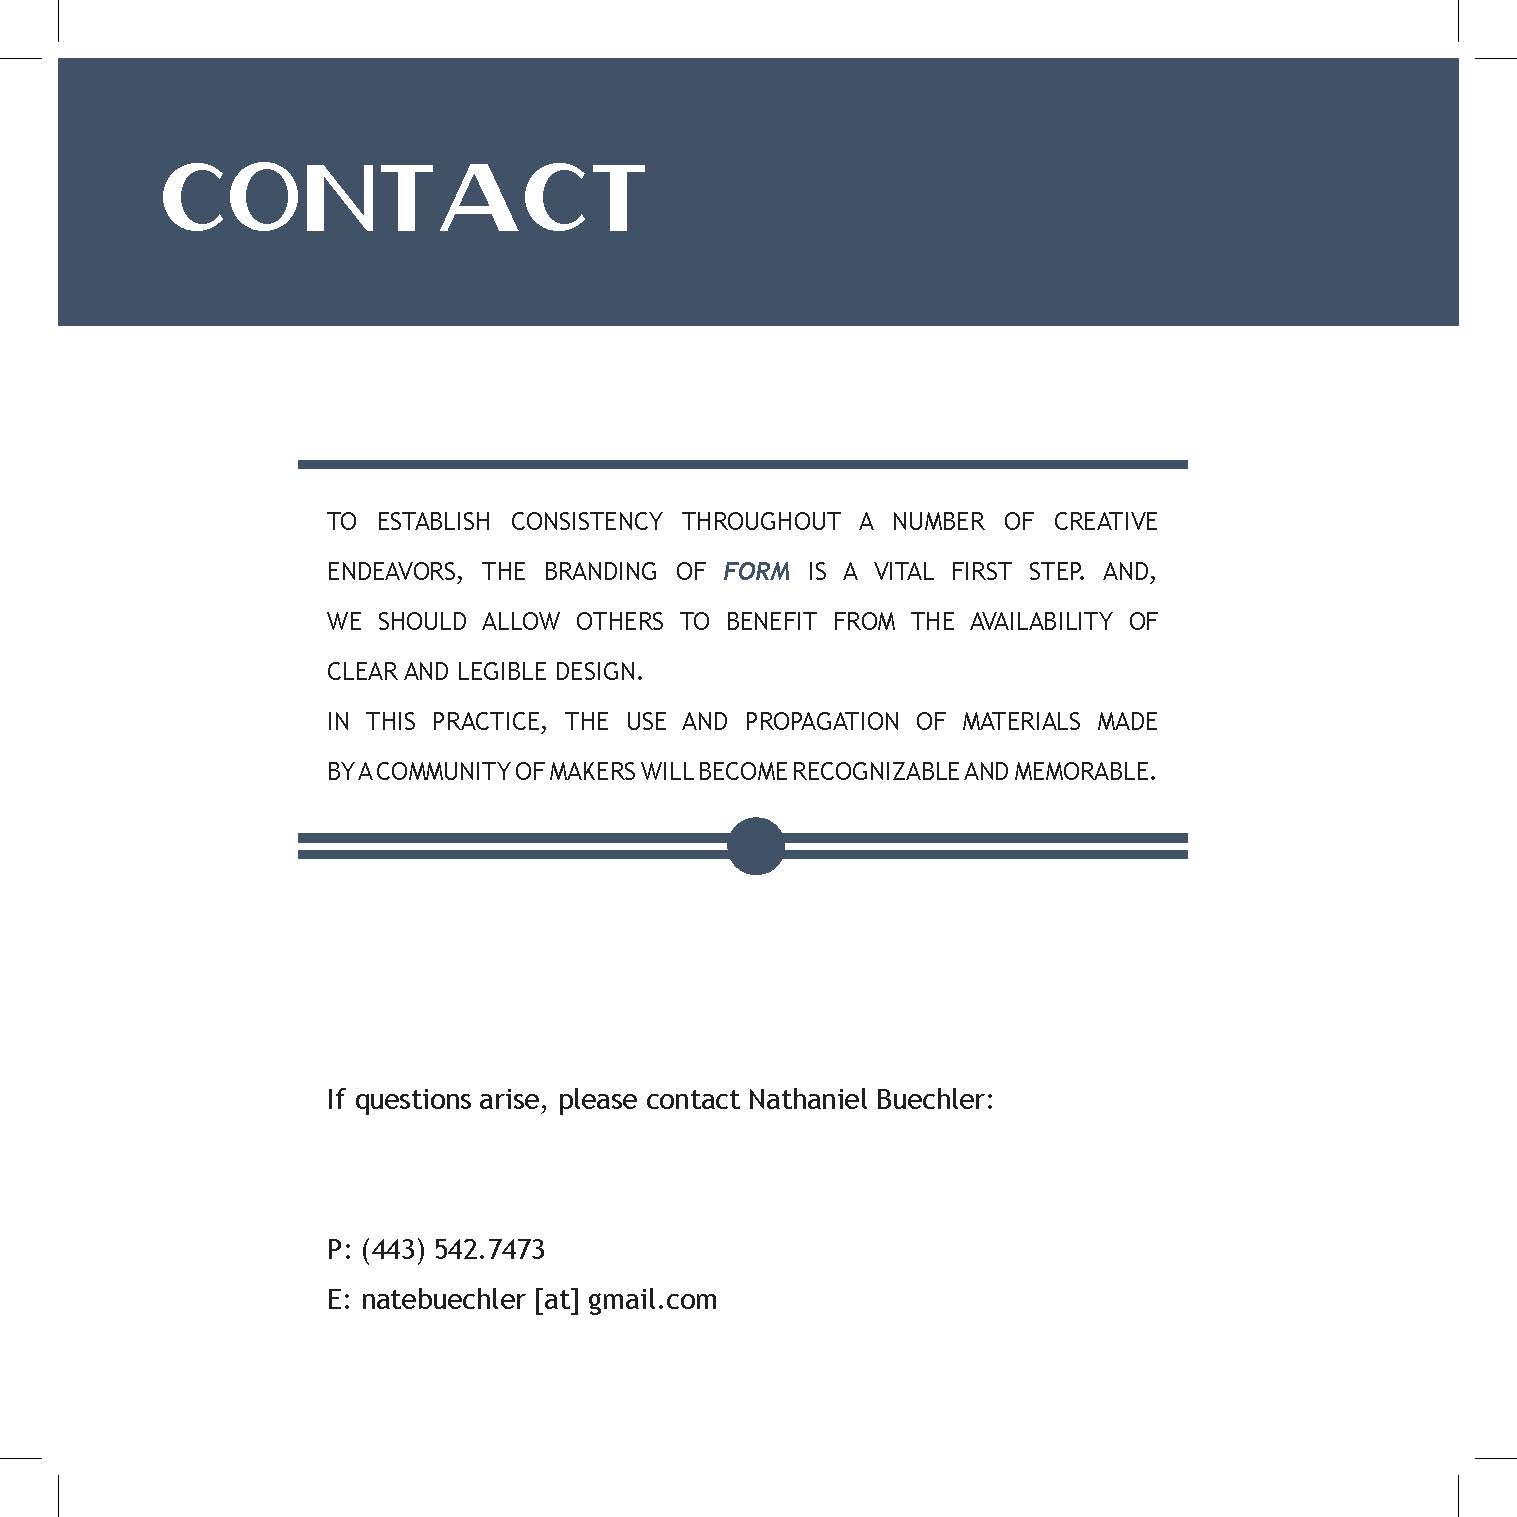 CONTACT
TO ESTABLISH CONSISTENCY THROUGHOUT A NUMBER OF CREATIVE
ENDEAVORS, THE BRANDING OF FORM IS A VITAL FIRST STEP. AND,
WE SHOULD ALLOW OTHERS TO BENEFIT FROM THE AVAILABILITY OF
CLEAR AND LEGIBLE DESIGN.
IN THIS PRACTICE, THE USE AND PROPAGATION OF MATERIALS MADE
BY A COMMUNITY OF MAKERS WILL BECOME RECOGNIZABLE AND MEMORABLE.
If questions arise, please contact Nathaniel Buechler:
P: (443) 542.7473
E: natebuechler [at] gmail.com